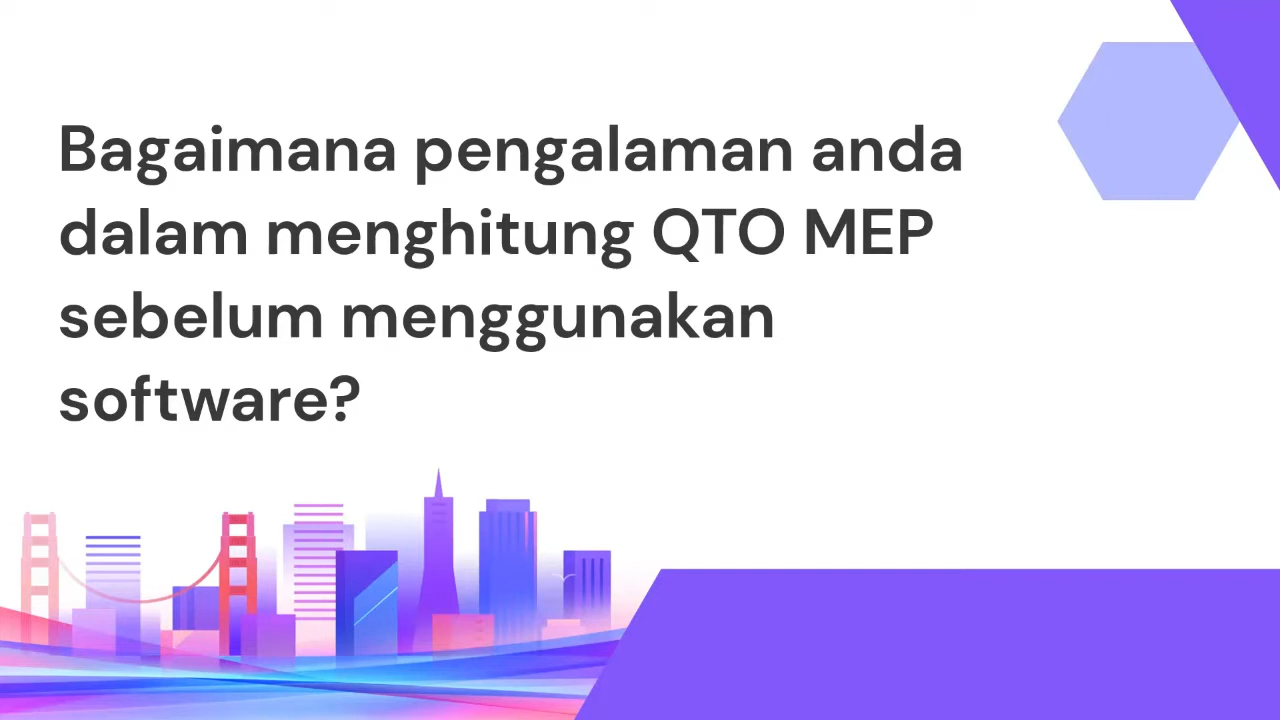 Bagaimana pengalaman anda
dalam menghitung QTO MEP
sebelum menggunakan
software?